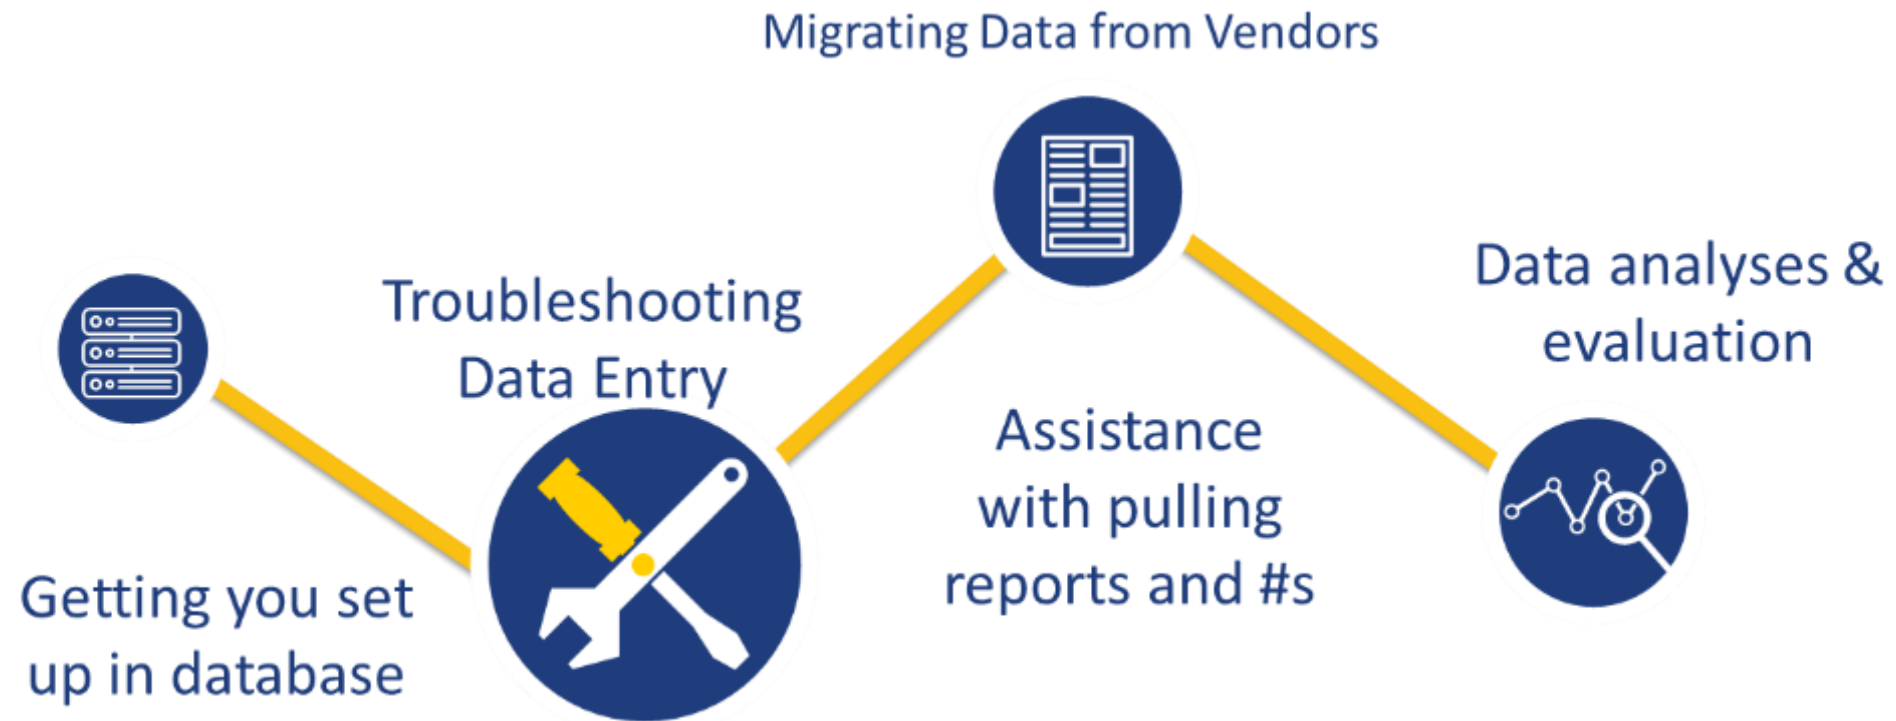 Getting you set
up in database
Troubleshooting
Data Entry
Migrating Data from Vendors
Assistance
with pulling
reports and #s
Data analyses &
evaluation